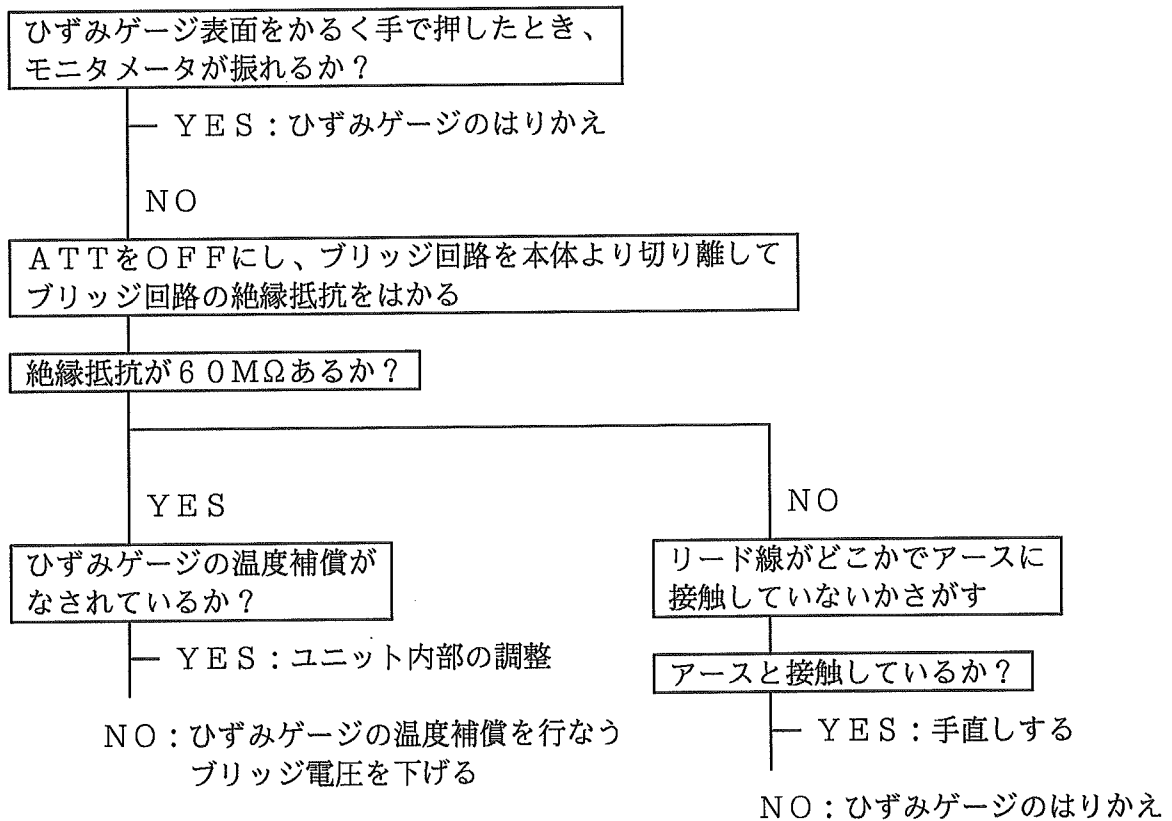 ひずみゲージ表面をかるく手で押したとき、
モニタメータが振れるか？
ＹＥＳ：ひずみゲージのはりかえ
ＮＯ
ＡＴＴをＯＦＦにし、ブリッジ回路を本体より切り離して
ブリッジ回路の絶縁抵抗をはかる
絶縁抵抗が６０ＭΩあるか？
ＹＥＳ
ひずみゲージの温度補償が
なされているか？
ＹＥＳ：ユニット内部の調整
ＮＯ：ひずみゲージの温度補償を行なう
ブリッジ電圧を下げる
ＮＯ
リード線がどこかでアースに
接触していないかさがす
アースと接触しているか？
ＹＥＳ：手直しする
ＮＯ：ひずみゲージのはりかえ